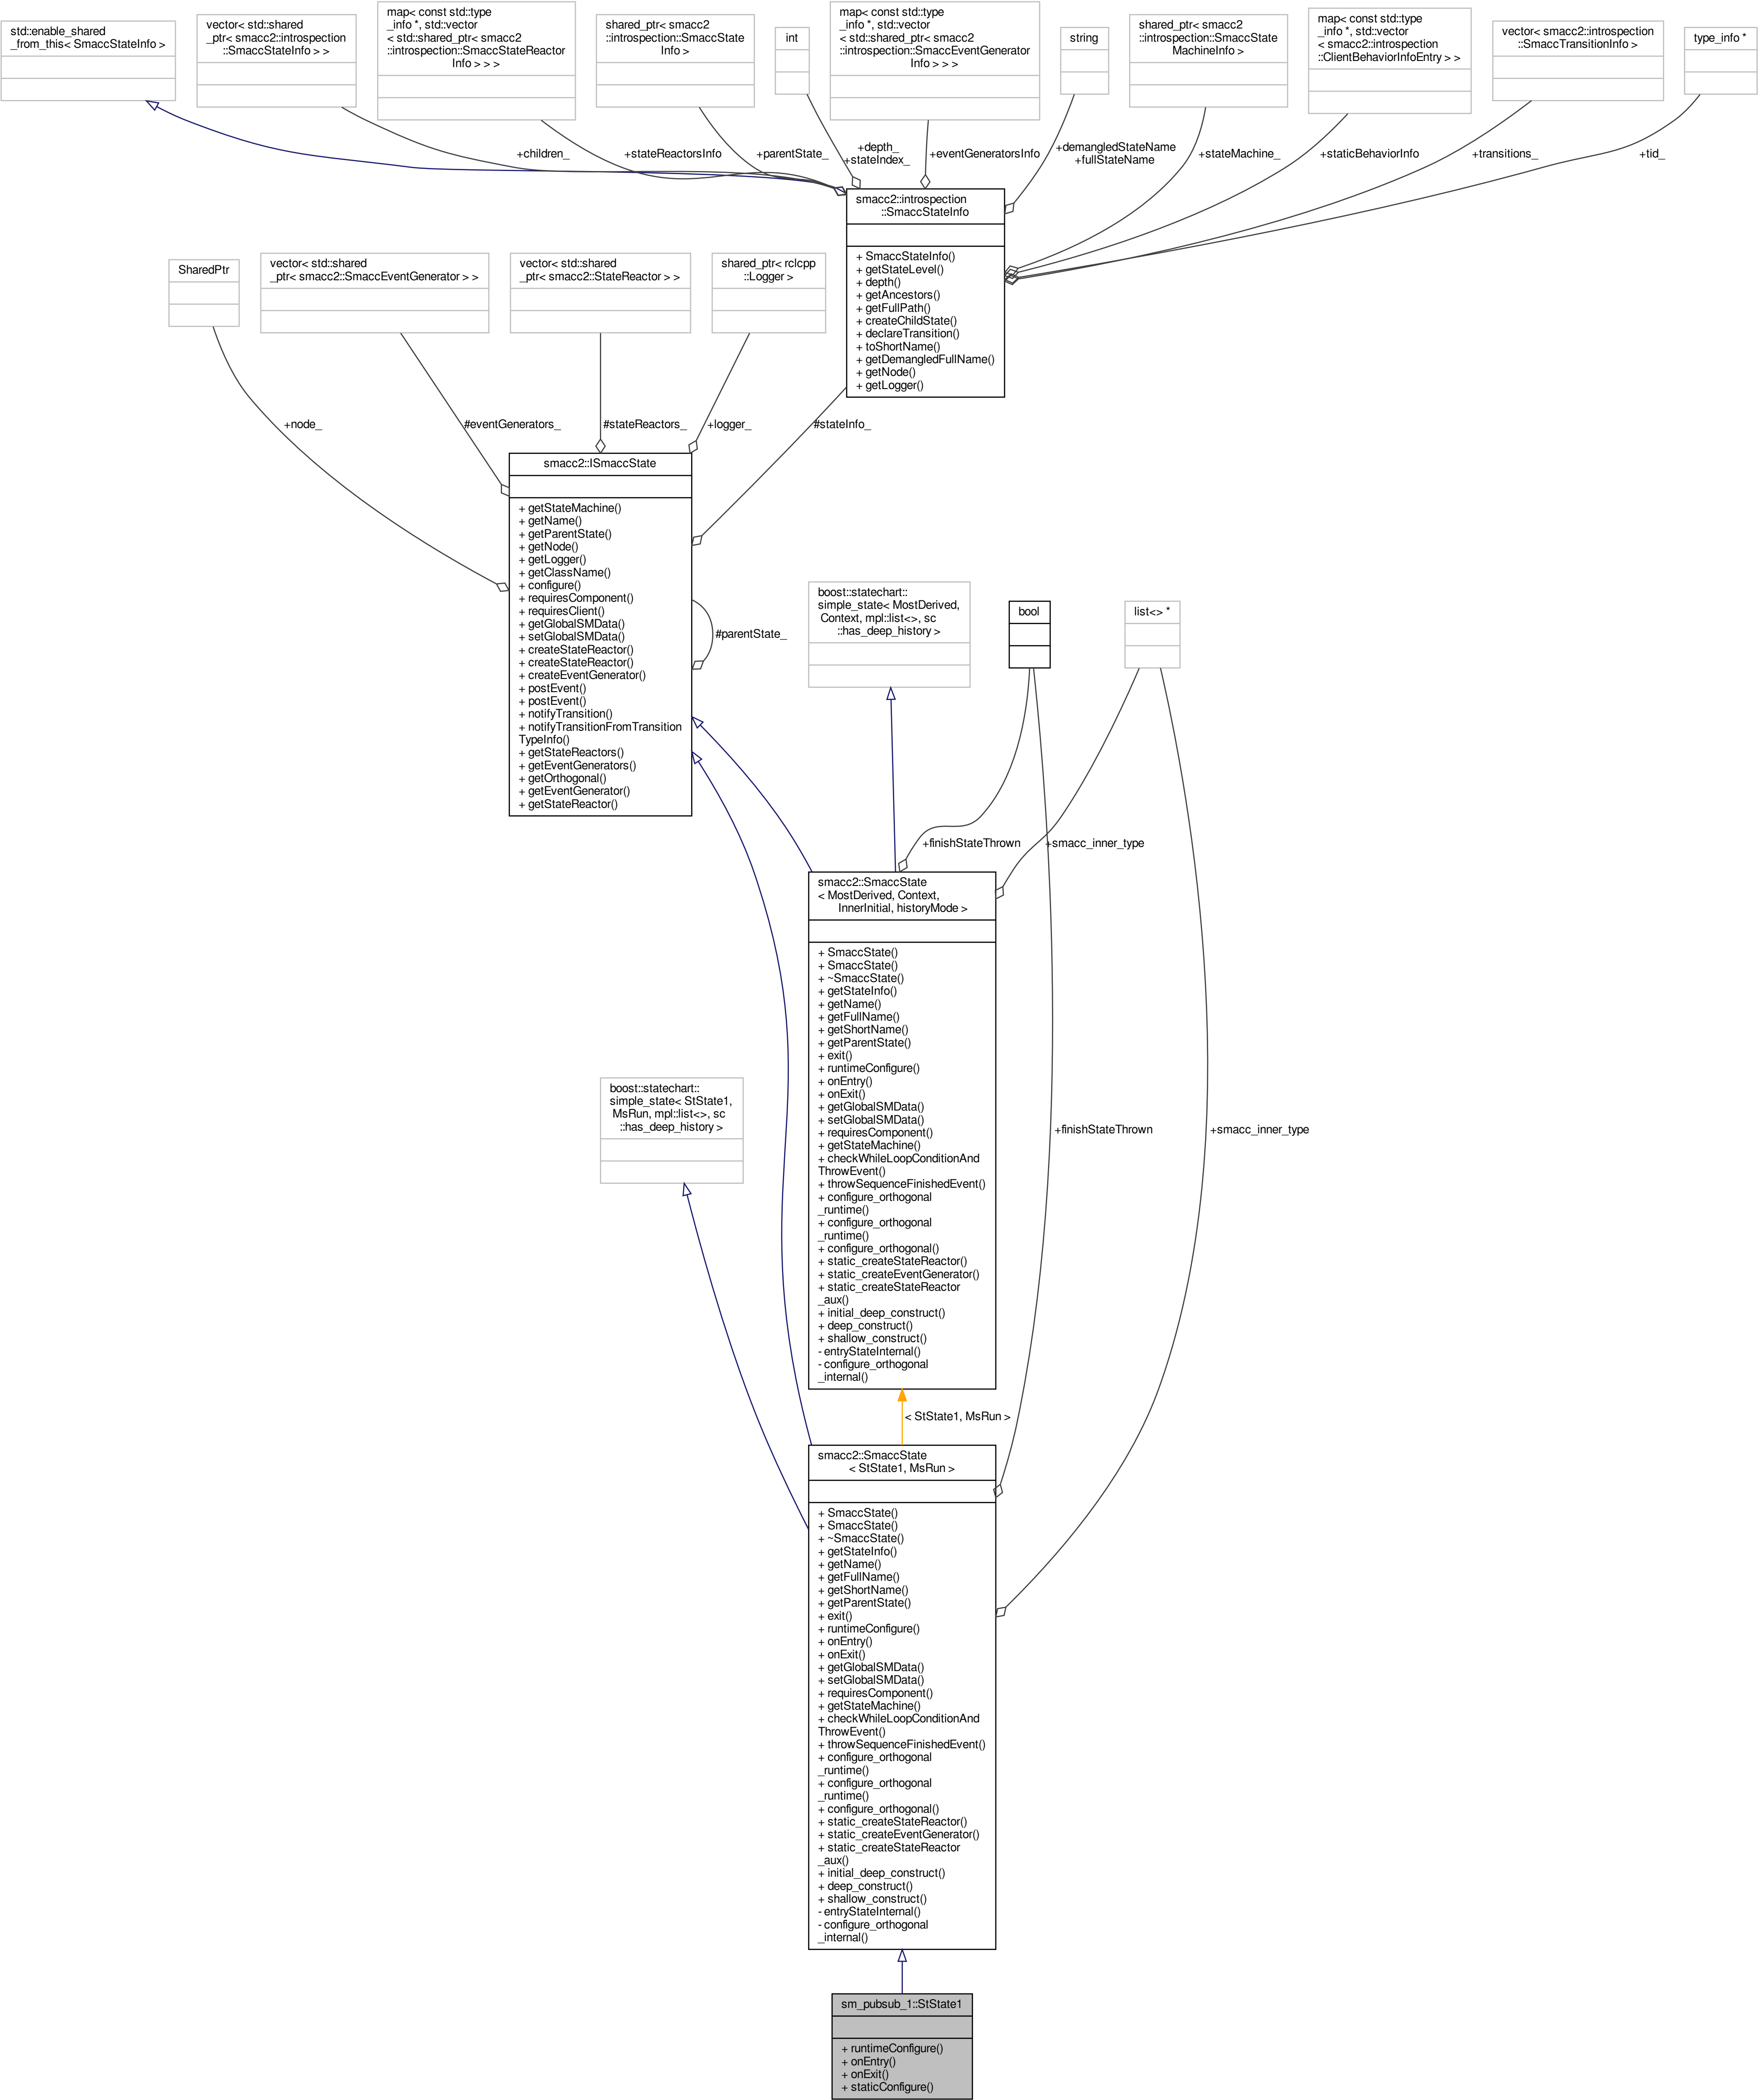 std::enable_shared
_from_this< SmaccStateInfo >
vector< std::shared
_ptr< smacc2::introspection
::SmaccStateInfo > >
map< const std::type
_info *, std::vector
< std::shared_ptr< smacc2
::introspection::SmaccStateReactor
Info > > >
shared_ptr< smacc2
::introspection::SmaccState
Info >
int
map< const std::type
_info *, std::vector
< std::shared_ptr< smacc2
::introspection::SmaccEventGenerator
Info > > >
string
shared_ptr< smacc2
::introspection::SmaccState
MachineInfo >
map< const std::type
_info *, std::vector
< smacc2::introspection
::ClientBehaviorInfoEntry > >
vector< smacc2::introspection
::SmaccTransitionInfo >
type_info *
+children_
+stateReactorsInfo
+parentState_
+depth_
+stateIndex_
+eventGeneratorsInfo
+demangledStateName
+fullStateName
+stateMachine_
+staticBehaviorInfo
+transitions_
+tid_
smacc2::introspection
::SmaccStateInfo
+ SmaccStateInfo()
+ getStateLevel()
+ depth()
+ getAncestors()
+ getFullPath()
+ createChildState()
+ declareTransition()
+ toShortName()
+ getDemangledFullName()
+ getNode()
+ getLogger()
SharedPtr
vector< std::shared
_ptr< smacc2::SmaccEventGenerator > >
vector< std::shared
_ptr< smacc2::StateReactor > >
shared_ptr< rclcpp
::Logger >
+node_
#eventGenerators_
#stateReactors_
+logger_
#stateInfo_
smacc2::ISmaccState
+ getStateMachine()
+ getName()
+ getParentState()
+ getNode()
+ getLogger()
+ getClassName()
+ configure()
+ requiresComponent()
+ requiresClient()
+ getGlobalSMData()
+ setGlobalSMData()
+ createStateReactor()
+ createStateReactor()
+ createEventGenerator()
+ postEvent()
+ postEvent()
+ notifyTransition()
+ notifyTransitionFromTransition
TypeInfo()
+ getStateReactors()
+ getEventGenerators()
+ getOrthogonal()
+ getEventGenerator()
+ getStateReactor()
#parentState_
boost::statechart::
simple_state< MostDerived,
Context, mpl::list<>, sc
::has_deep_history >
bool
list<> *
+finishStateThrown
+smacc_inner_type
smacc2::SmaccState
< MostDerived, Context,
InnerInitial, historyMode >
+ SmaccState()
+ SmaccState()
+ ~SmaccState()
+ getStateInfo()
+ getName()
+ getFullName()
+ getShortName()
+ getParentState()
+ exit()
+ runtimeConfigure()
+ onEntry()
+ onExit()
+ getGlobalSMData()
+ setGlobalSMData()
+ requiresComponent()
+ getStateMachine()
+ checkWhileLoopConditionAnd
ThrowEvent()
+ throwSequenceFinishedEvent()
+ configure_orthogonal
_runtime()
+ configure_orthogonal
_runtime()
+ configure_orthogonal()
+ static_createStateReactor()
+ static_createEventGenerator()
+ static_createStateReactor
_aux()
+ initial_deep_construct()
+ deep_construct()
+ shallow_construct()
- entryStateInternal()
- configure_orthogonal
_internal()
boost::statechart::
simple_state< StState1,
MsRun, mpl::list<>, sc
::has_deep_history >
+finishStateThrown
+smacc_inner_type
< StState1, MsRun >
smacc2::SmaccState
< StState1, MsRun >
+ SmaccState()
+ SmaccState()
+ ~SmaccState()
+ getStateInfo()
+ getName()
+ getFullName()
+ getShortName()
+ getParentState()
+ exit()
+ runtimeConfigure()
+ onEntry()
+ onExit()
+ getGlobalSMData()
+ setGlobalSMData()
+ requiresComponent()
+ getStateMachine()
+ checkWhileLoopConditionAnd
ThrowEvent()
+ throwSequenceFinishedEvent()
+ configure_orthogonal
_runtime()
+ configure_orthogonal
_runtime()
+ configure_orthogonal()
+ static_createStateReactor()
+ static_createEventGenerator()
+ static_createStateReactor
_aux()
+ initial_deep_construct()
+ deep_construct()
+ shallow_construct()
- entryStateInternal()
- configure_orthogonal
_internal()
sm_pubsub_1::StState1
+ runtimeConfigure()
+ onEntry()
+ onExit()
+ staticConfigure()